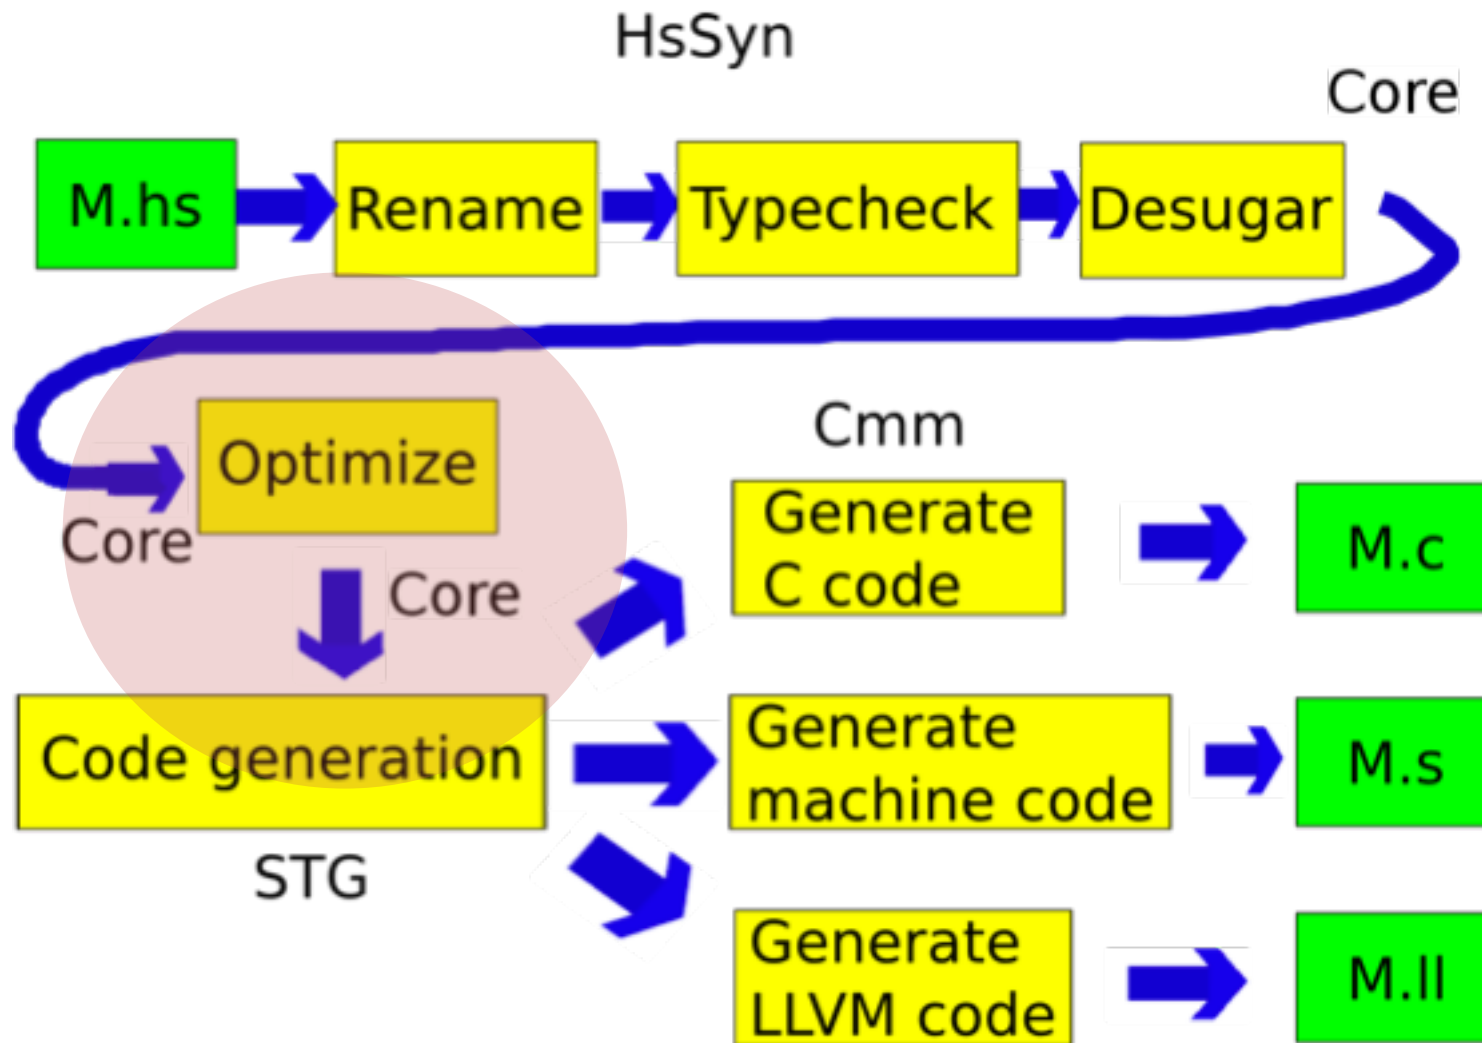 HsSyn
Core
M.hs
Rename
Typecheck
Desugar
Optimize
Core
Core
Cmm
Generate
C code
M.c
Code generation
STG
Generate
machine code
M.s
Generate
LLVM code
M.ll